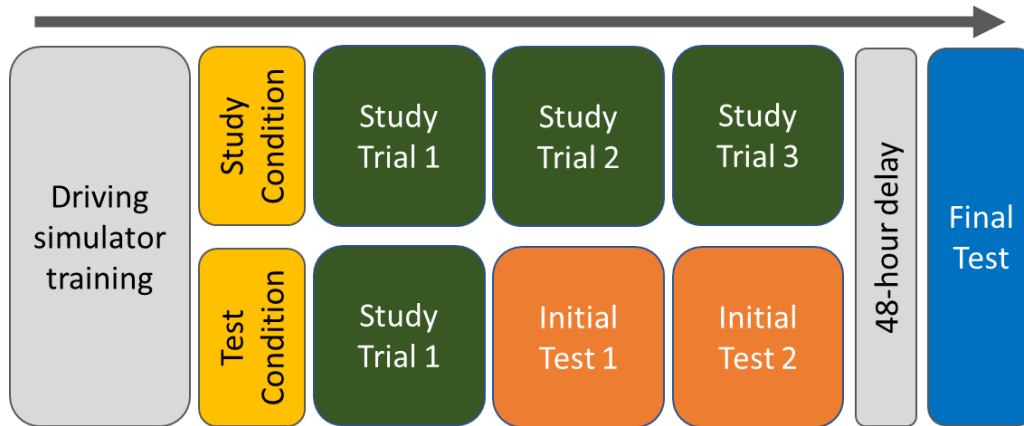 Driving
simulator
training
Study
Condition
Study
Trial 1
Study
Trial 2
Study
Trial 3
Test
Condition
Study
Trial 1
Initial
Test 1
Initial
Test 2
48-hour delay
Final
Test